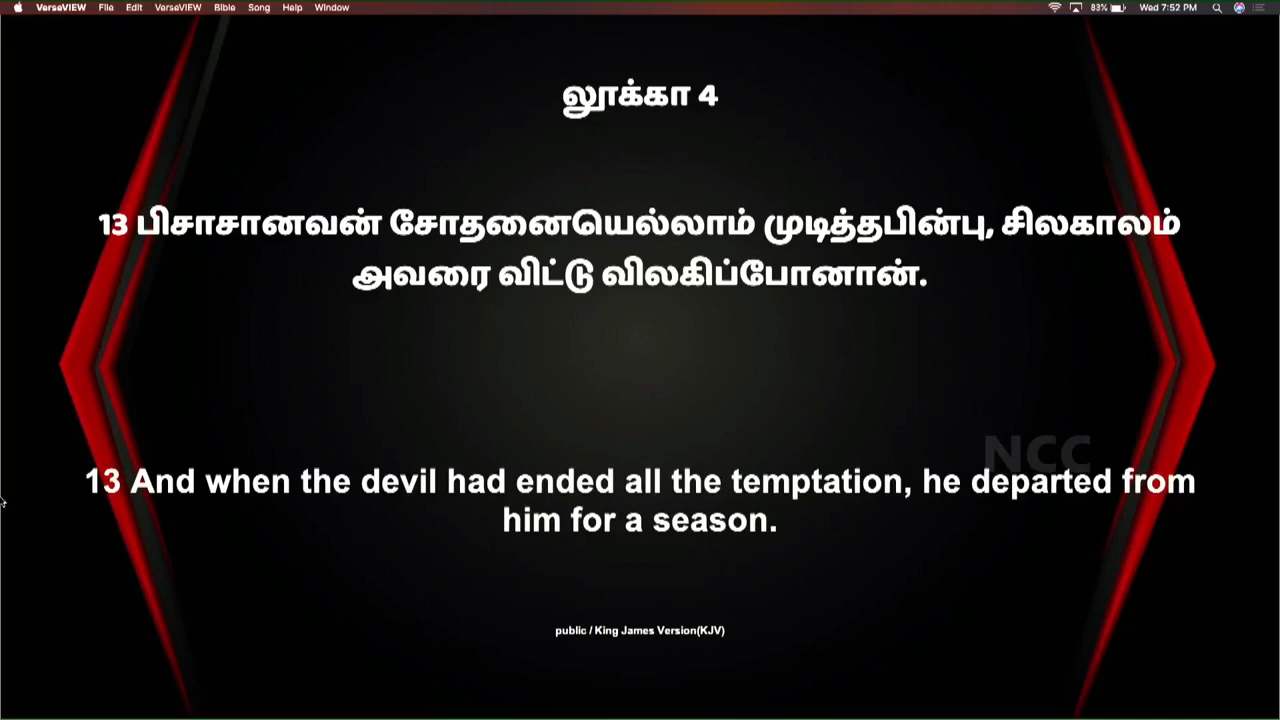 VerseVIEW File Edit VerseVIEW Bible Song Help Window 83% Wed 7:52 PM
லூக்கா 4
13 பிசாசானவன் சோதனையெல்லாம் முடித்தபின்பு, சிலகாலம்
அவரை விட்டு விலகிப்போனான்.
NCC
13 And when the devil had ended all the temptation, he departed from
him for a season.
public / King James Version(KJV)